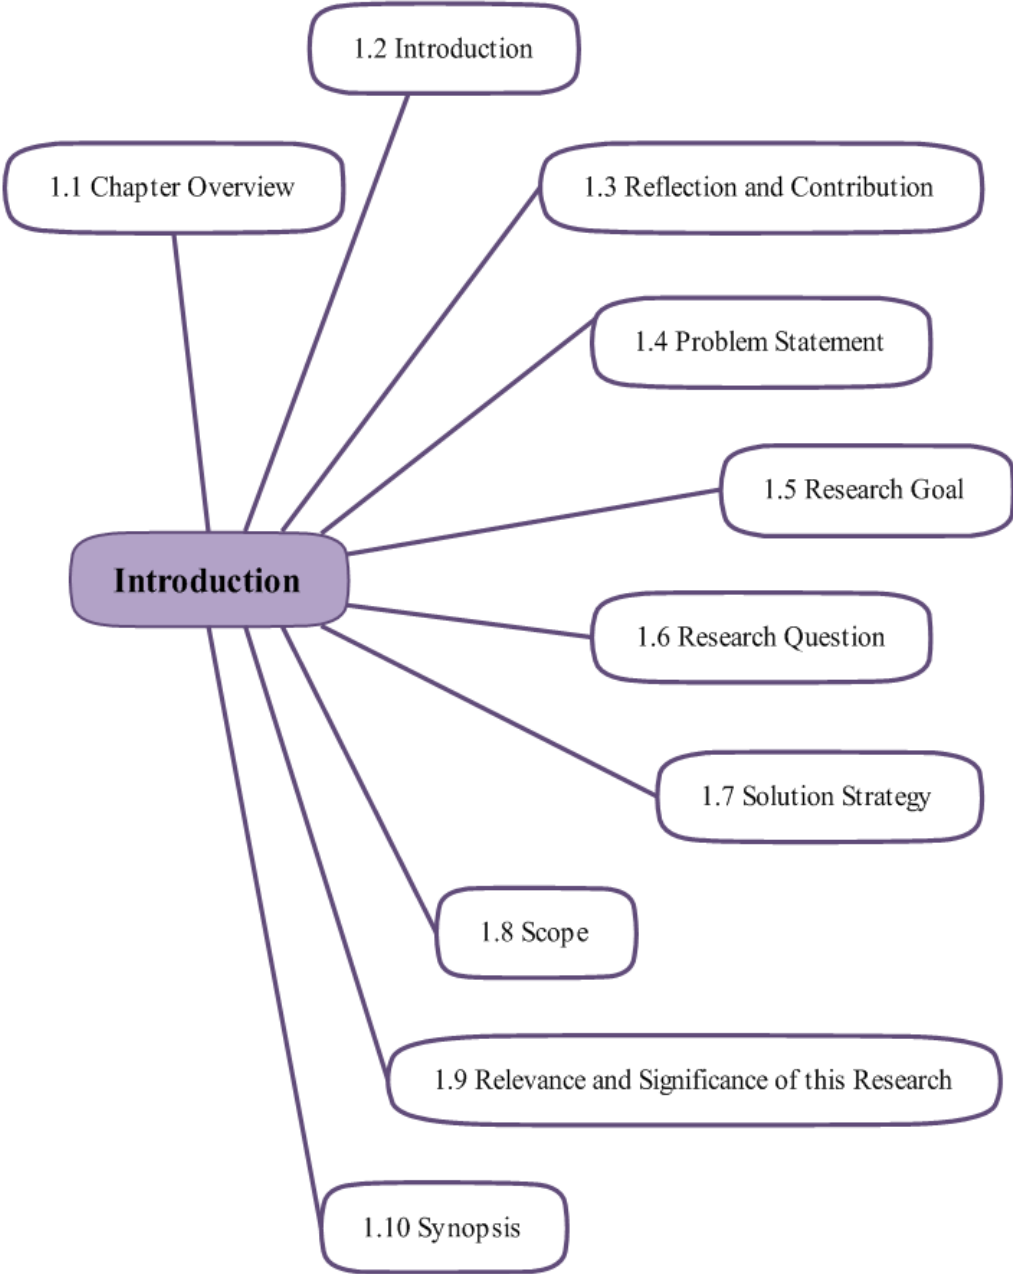 1.2 Introduction
1.1 Chapter Overview
1.3 Reflection and Contribution
1.4 Problem Statement
1.5 Research Goal
Introduction
1.6 Research Question
1.7 Solution Strategy
1.8 Scope
1.9 Relevance and Significance of this Research
1.10 Synopsis